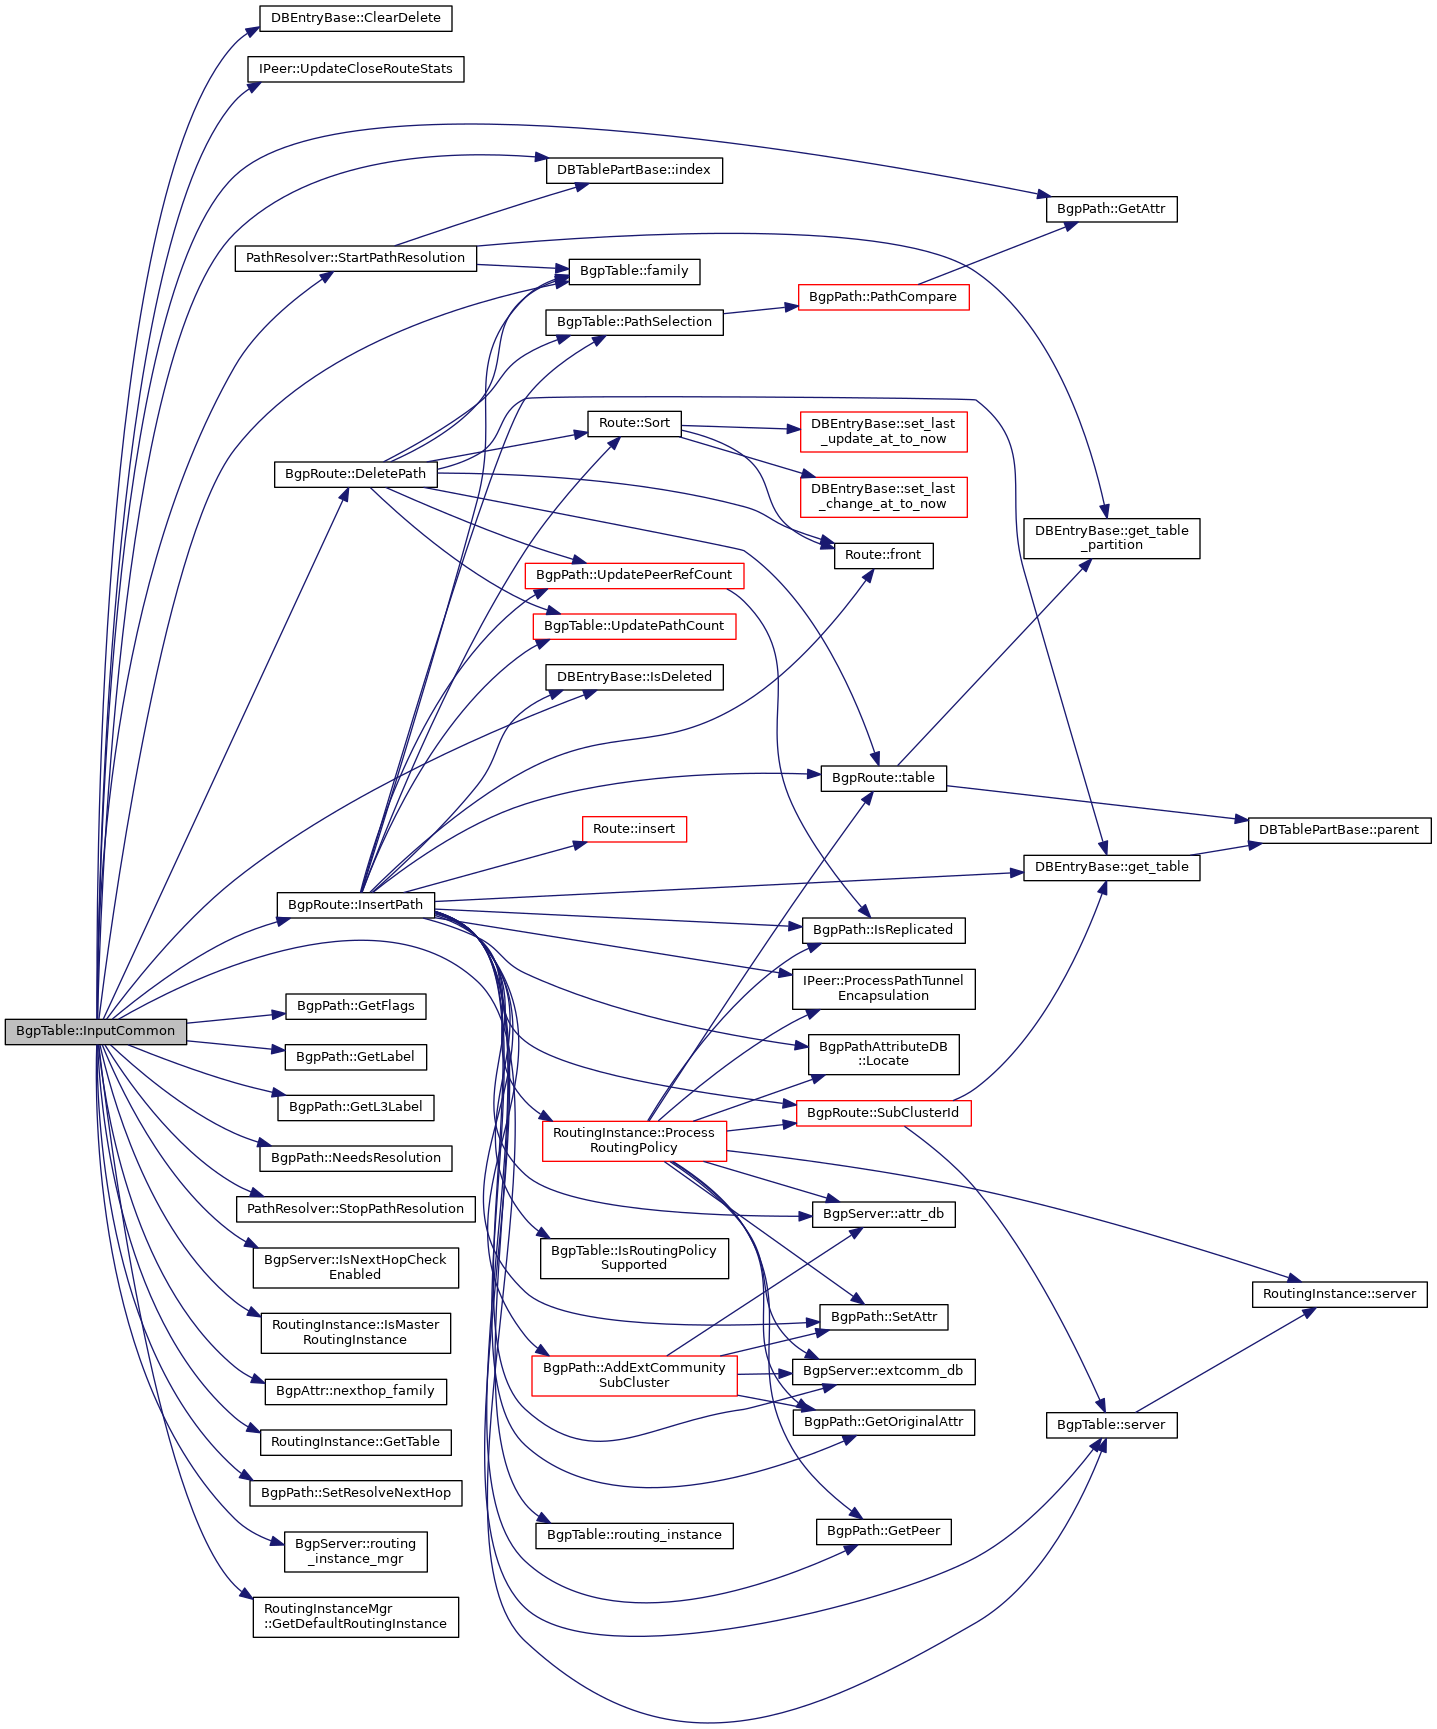 DBEntryBase::ClearDelete
IPeer::UpdateCloseRouteStats
DBTablePartBase::index
BgpPath::GetAttr
PathResolver::StartPathResolution
BgpTable::family
BgpPath::PathCompare
BgpTable::PathSelection
Route::Sort
DBEntryBase::set_last
_update_at_to_now
BgpRoute::DeletePath
DBEntryBase::set_last
_change_at_to_now
DBEntryBase::get_table
_partition
Route::front
BgpPath::UpdatePeerRefCount
BgpTable::UpdatePathCount
DBEntryBase::IsDeleted
BgpRoute::table
Route::insert
DBTablePartBase::parent
DBEntryBase::get_table
BgpRoute::InsertPath
BgpPath::IsReplicated
IPeer::ProcessPathTunnel
Encapsulation
BgpPath::GetFlags
BgpTable::InputCommon
BgpPath::GetLabel
BgpPathAttributeDB
::Locate
BgpPath::GetL3Label
BgpRoute::SubClusterId
RoutingInstance::Process
RoutingPolicy
BgpPath::NeedsResolution
PathResolver::StopPathResolution
BgpServer::attr_db
BgpTable::IsRoutingPolicy
Supported
BgpServer::IsNextHopCheck
Enabled
RoutingInstance::server
BgpPath::SetAttr
RoutingInstance::IsMaster
RoutingInstance
BgpPath::AddExtCommunity
SubCluster
BgpServer::extcomm_db
BgpAttr::nexthop_family
BgpPath::GetOriginalAttr
BgpTable::server
RoutingInstance::GetTable
BgpPath::SetResolveNextHop
BgpTable::routing_instance
BgpPath::GetPeer
BgpServer::routing
_instance_mgr
RoutingInstanceMgr
::GetDefaultRoutingInstance